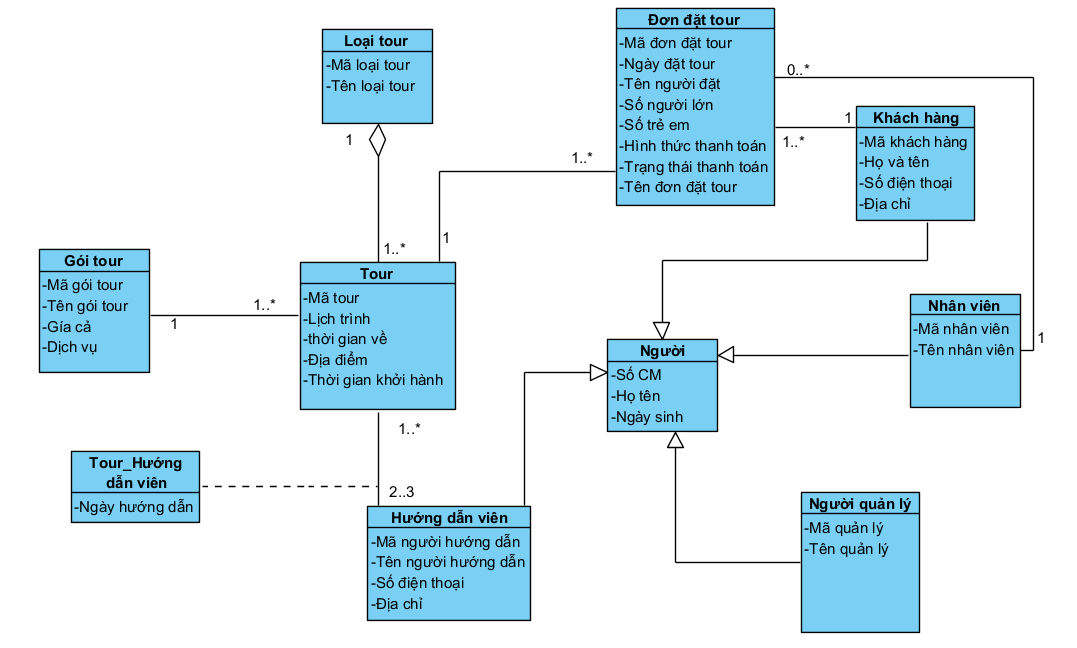 Loại tour
-Mã loại tour
-Tên loại tour
1
1..*
Đơn đặt tour
-Mã đơn đặt tour
-Ngày đặt tour
-Tên người đặt
-Số người lớn
-Số trẻ em
-Hình thức thanh toán
-Trạng thái thanh toán
-Tên đơn đặt tour
0..*
1
1..*
1..*
1
Khách hàng
-Mã khách hàng
-Họ và tên
-Số điện thoại
-Địa chỉ
Gói tour
-Mã gói tour
-Tên gói tour
-Gía cả
-Dịch vụ
1
1..*
Tour
-Mã tour
-Lịch trình
-thời gian về
-Địa điểm
-Thời gian khởi hành
Nhân viên
-Mã nhân viên
-Tên nhân viên
1
Người
-Số CM
-Họ tên
-Ngày sinh
1..*
2..3
Tour_Hướng
dẫn viên
-Ngày hướng dẫn
Hướng dẫn viên
-Mã người hướng dẫn
-Tên người hướng dẫn
-Số điện thoại
-Địa chỉ
Người quản lý
-Mã quản lý
-Tên quản lý